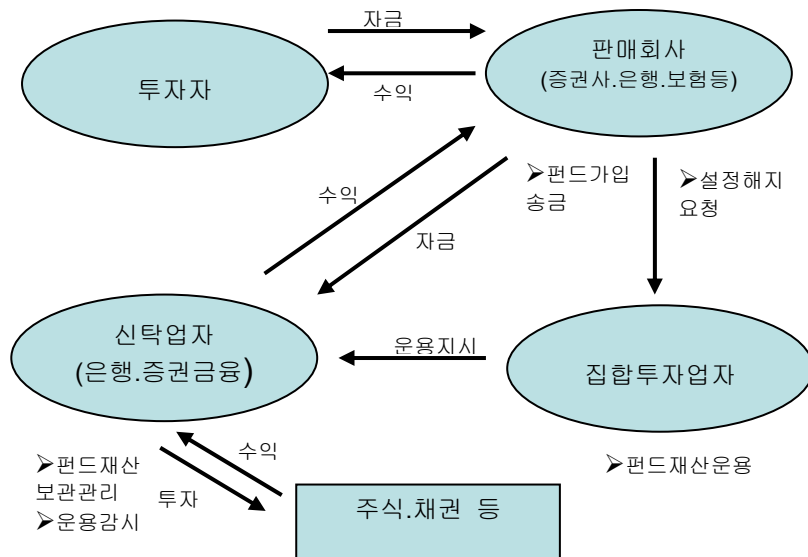 자금
판매회사
(증권사.은행.보험등)
투자자
수익
➢펀드가입
송금
➢설정해지
요청
수익
자금
신탁업자
(은행.증권금융)
운용지시
집합투자업자
➢펀드재산
보관관리
➢운용감시
수익
투자
➢펀드재산운용
주식.채권 등